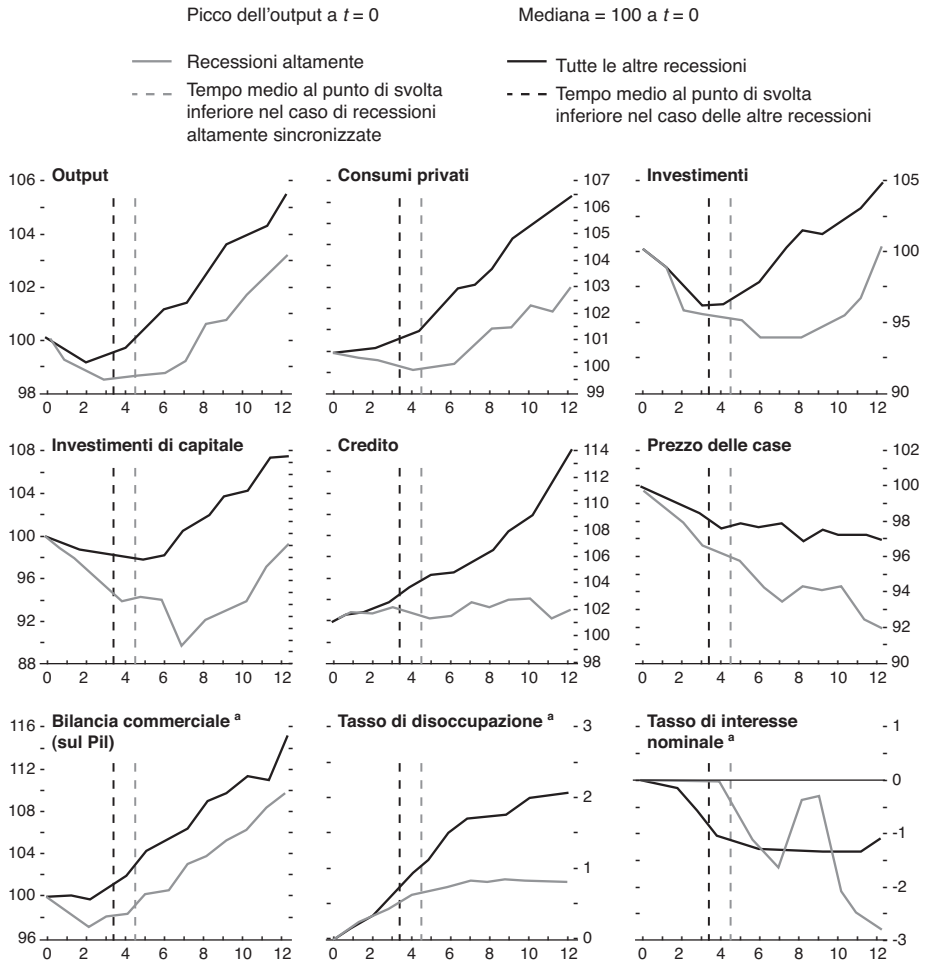 Picco dell'output a t = 0
Mediana = 100 a t = 0
Recessioni altamente
Tempo medio al punto di svolta
inferiore nel caso di recessioni
altamente sincronizzate
Tutte le altre recessioni
Tempo medio al punto di svolta
inferiore nel caso delle altre recessioni
Output
106
104
102
100
98
0 2 4 6 8 10 12
Consumi privati
107
106
105
104
103
102
101
100
99
0 2 4 6 8 10 12
Investimenti
105
100
95
90
0 2 4 6 8 10 12
Investimenti di capitale
108
104
100
96
92
88
0 2 4 6 8 10 12
Credito
114
110
108
106
104
102
100
98
0 2 4 6 8 10 12
Prezzo delle case
102
100
98
96
94
92
90
0 2 4 6 8 10 12
Bilancia commerciale a
(sul Pil)
116
112
108
104
100
96
0 2 4 6 8 10 12
Tasso di disoccupazione a
3
2
1
0
0 2 4 6 8 10 12
Tasso di interesse
nominale a
1
0
-1
-2
-3
0 2 4 6 8 10 12